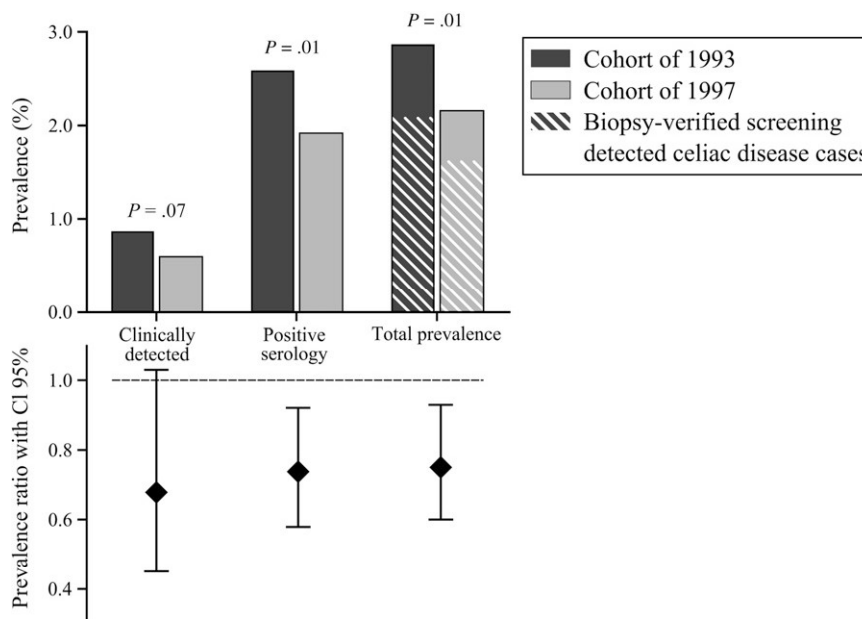 P = .07
P = .01
P = .01
Prevalence (%)
3.0
2.0
1.0
0.0
Cohort of 1993
Cohort of 1997
Biopsy-verified screening
detected celiac disease cases
Clinically
detected
Positive
serology
Total prevalence
Prevalence ratio with CI 95%
1.0
0.8
0.6
0.4